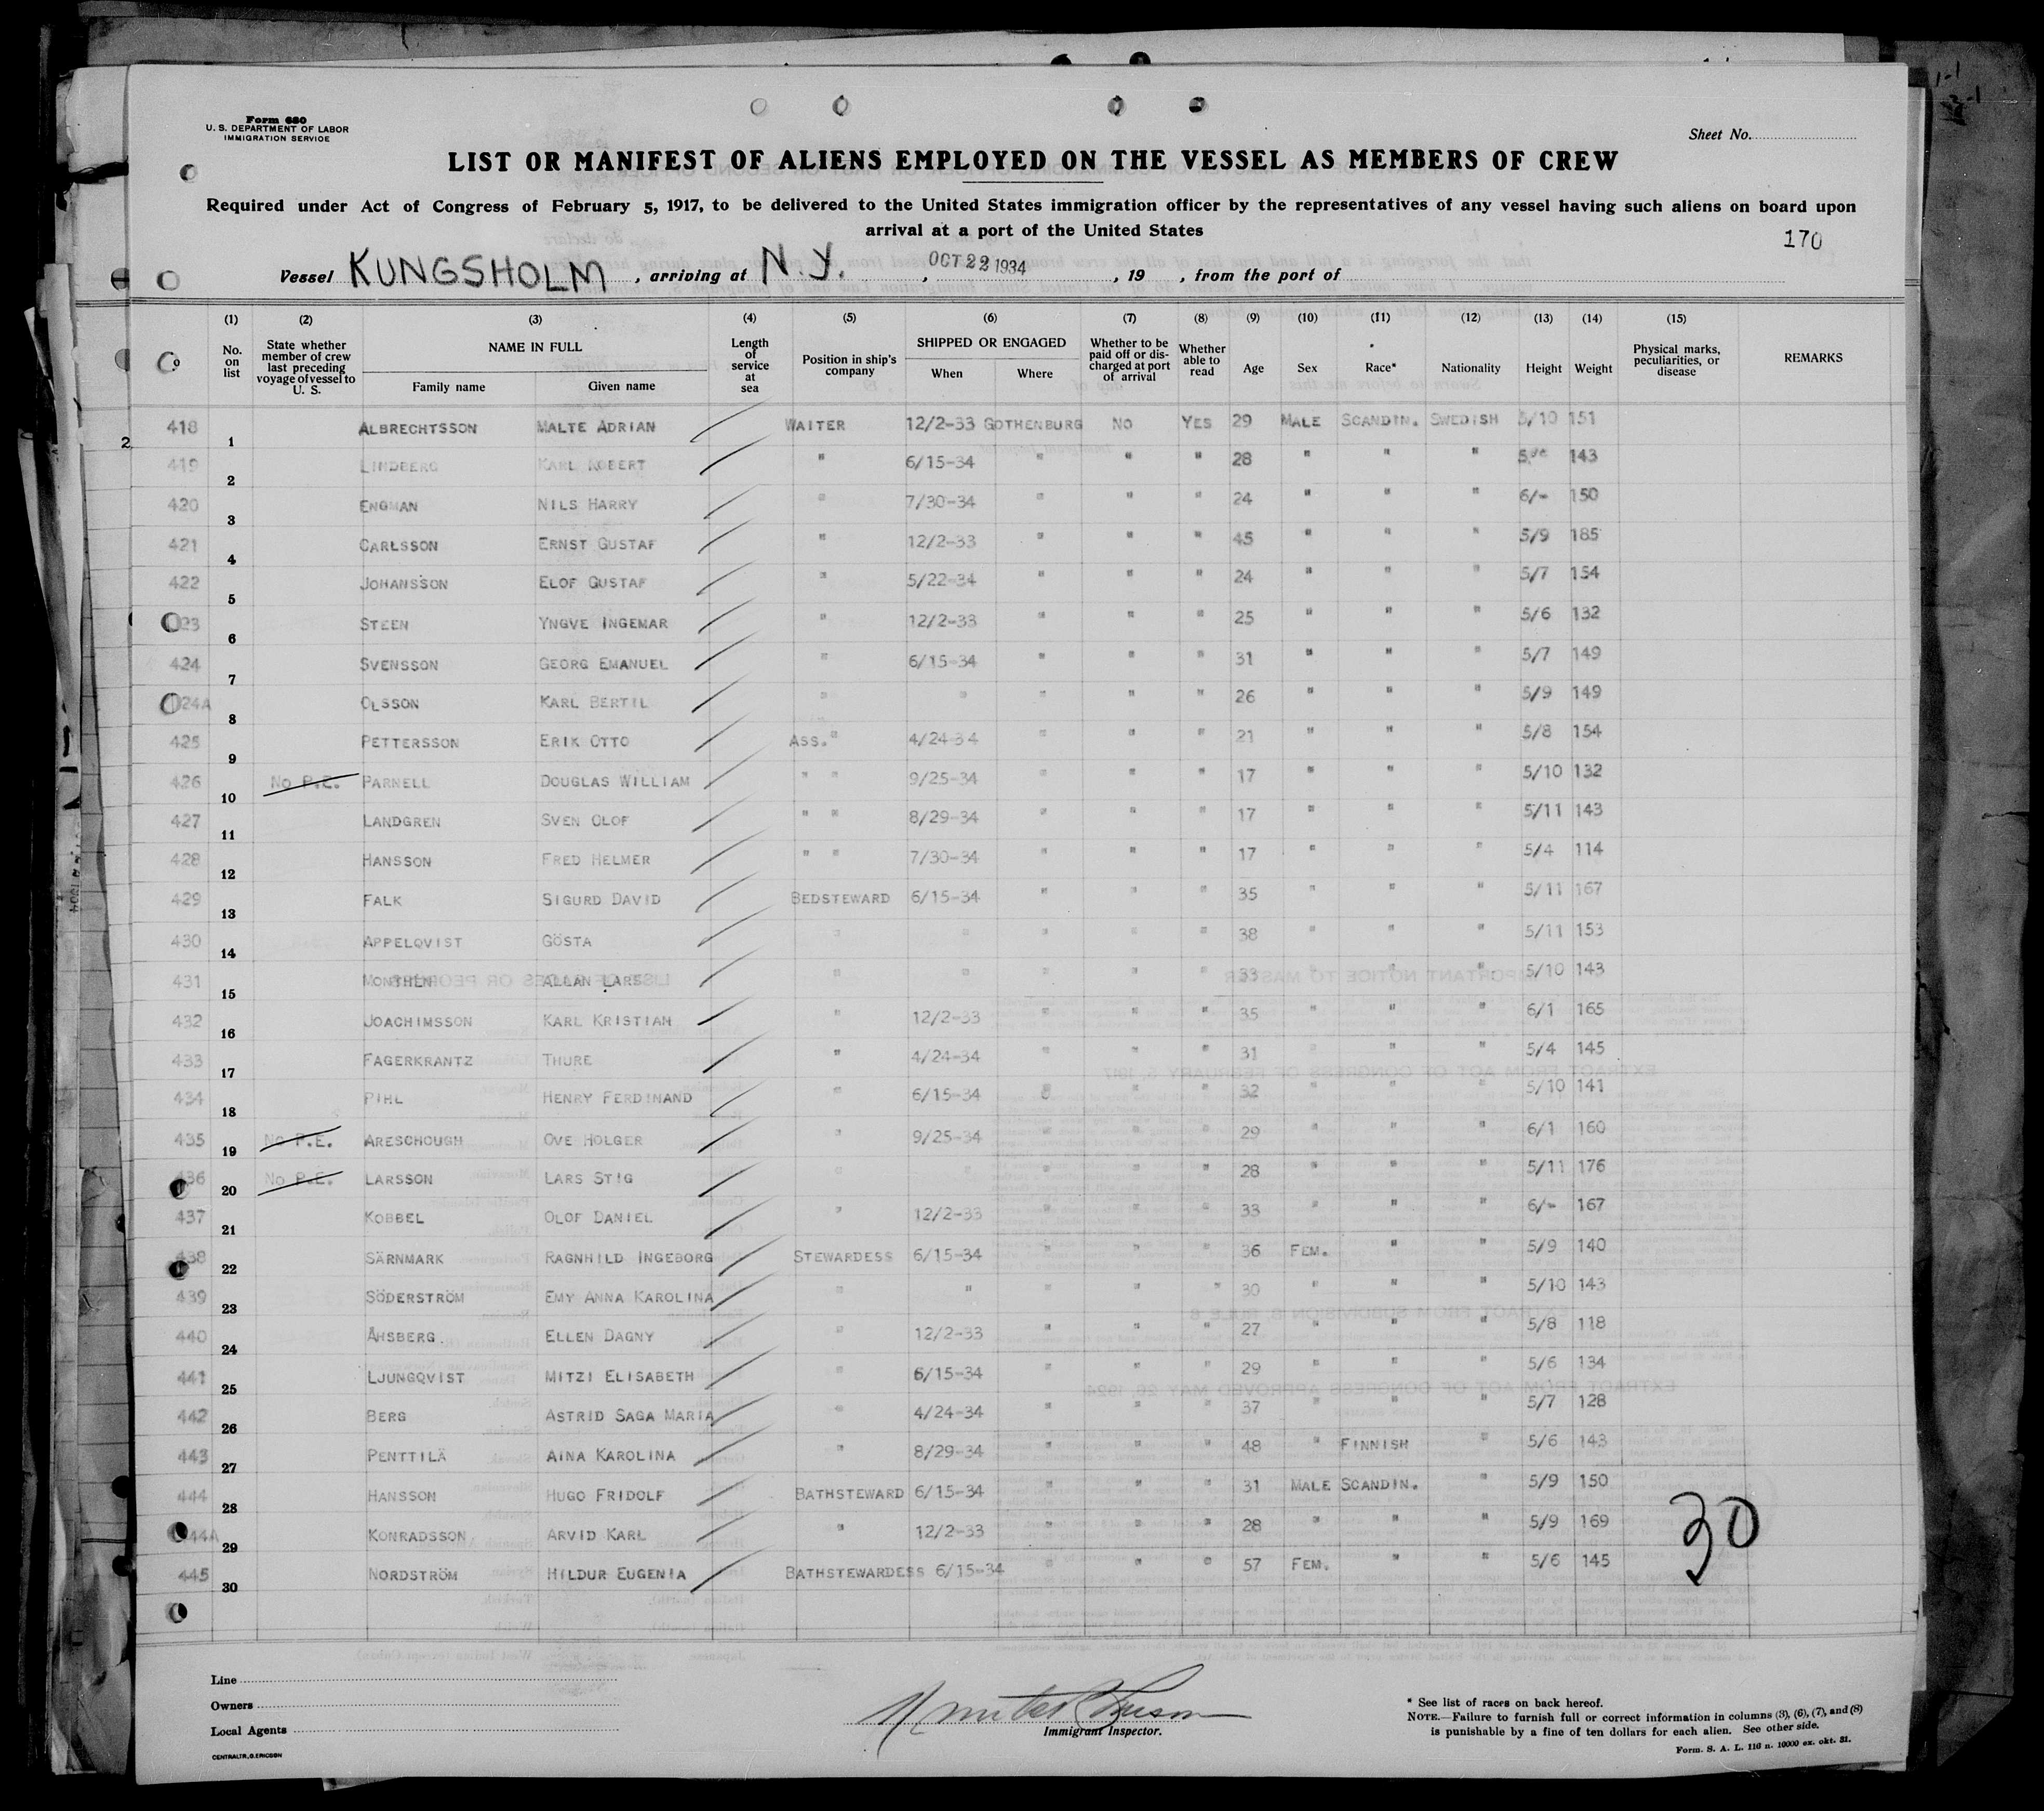 Form 680
U. S. DEPARTMENT OF LABOR
IMMIGRATION SERVICE
Sheet No.
LIST OR MANIFEST OF ALIENS EMPLOYED ON THE VESSEL AS MEMBERS OF CREW
Required under Act of Congress of February 5, 1917, to be delivered to the United States immigration officer by the representatives of any vessel having such aliens on board upon
arrival at a port of the United States
170
Vessel KUNGSHOLM, arriving at N.Y., OCT 22 1934, 19 , from the port of
(1) (2) (3) (4) (5) (6) (7) (8) (9) (10) (11) (12) (13) (14) (15)
No. on list State whether member of crew last preceding voyage of vessel to U. S. NAME IN FULL Family name Given name Length of service at sea Position in ship's company SHIPPED OR ENGAGED When Where Whether to be paid off or discharged at port of arrival Whether able to read Age Sex Race* Nationality Height Weight Physical marks, peculiarities, or disease REMARKS
418 1 ALBRECHTSSON MALTE ADRIAN WAITER 12/2-33 GOTHENBURG NO YES 29 MALE SCANDIN. SWEDISH 5/10 151
419 2 LINDBERG KARL ROBERT " 6/15-34 " " " 28 " " " 143
420 3 ENGMAN NILS HARRY " 7/30-34 " " " 24 " " " 6/- 150
421 4 CARLSSON ERNST GUSTAF " 12/2-33 " " " 45 " " " 5/9 185
422 5 JOHANSSON ELOF GUSTAF " 5/22-34 " " " 24 " " " 5/7 154
423 6 STEEN YNGVE INGEMAR " 12/2-33 " " " 25 " " " 5/6 132
424 7 SVENSSON GEORG EMANUEL " 6/15-34 " " " 31 " " " 5/7 149
424A 8 OLSSON KARL BERTIL " " " " " 26 " " " 5/9 149
425 9 PETTERSSON ERIK OTTO ASS. " 4/24-34 " " " 21 " " " 5/8 154
426 10 No P.E. PARNELL DOUGLAS WILLIAM " " 9/25-34 " " " 17 " " " 5/10 132
427 11 LANDGREN SVEN OLOF " " 8/29-34 " " " 17 " " " 5/11 143
428 12 HANSSON FRED HELMER " " 7/30-34 " " " 17 " " " 5/4 114
429 13 FALK SIGURD DAVID BEDSTEWARD 6/15-34 " " " 35 " " " 5/11 167
430 14 APPELQVIST GÖSTA " " " " " 38 " " " 5/11 153
431 15 MONTHEN ALLAN LARS " " " " " 33 " " " 5/10 143
432 16 JOACHIMSSON KARL KRISTIAN " 12/2-33 " " " 35 " " " 6/1 165
433 17 FAGERKRANTZ THURE " 4/24-34 " " " 31 " " " 5/4 145
434 18 PIHL HENRY FERDINAND " 6/15-34 " " " 32 " " " 5/10 141
435 19 No P.E. ARESCHOUGH OVE HOLGER " 9/25-34 " " " 29 " " " 6/1 160
436 20 No P.E. LARSSON LARS STIG " " " " " 28 " " " 5/11 176
437 21 KOBBEL OLOF DANIEL " 12/2-33 " " " 33 " " " 6/- 167
438 22 SÄRNMARK RAGNHILD INGEBORG STEWARDESS 6/15-34 " " " 36 FEM. " " 5/9 140
439 23 SÖDERSTRÖM EMY ANNA KAROLINA " " " " " 30 " " " 5/10 143
440 24 ÅHSBERG. ELLEN DAGNY " 12/2-33 " " " 27 " " " 5/8 118
441 25 LJUNGQVIST MITZI ELISABETH " 6/15-34 " " " 29 " " " 5/6 134
442 26 BERG ASTRID SAGA MARIA " 4/24-34 " " " 37 " " " 5/7 128
443 27 PENTTILÄ AINA KAROLINA " 8/29-34 " " " 48 " FINNISH " 5/6 143
444 28 HANSSON HUGO FRIDOLF BATHSTEWARD 6/15-34 " " " 31 MALE SCANDIN. " 5/9 150
444A 29 KONRADSSON ARVID KARL " 12/2-33 " " " 28 " " " 5/9 169
445 30 NORDSTRÖM HILDUR EUGENIA BATHSTEWARDESS 6/15-34 " " " 57 FEM. " " 5/6 145
30
Line
Owners
Local Agents
CENTRALTR., G. ERICSON
Immigrant Inspector.
* See list of races on back hereof.
NOTE.—Failure to furnish full or correct information in columns (3), (6), (7), and (8)
is punishable by a fine of ten dollars for each alien. See other side.
Form. S. A. L. 116 n. 10000 ex. okt. 31.